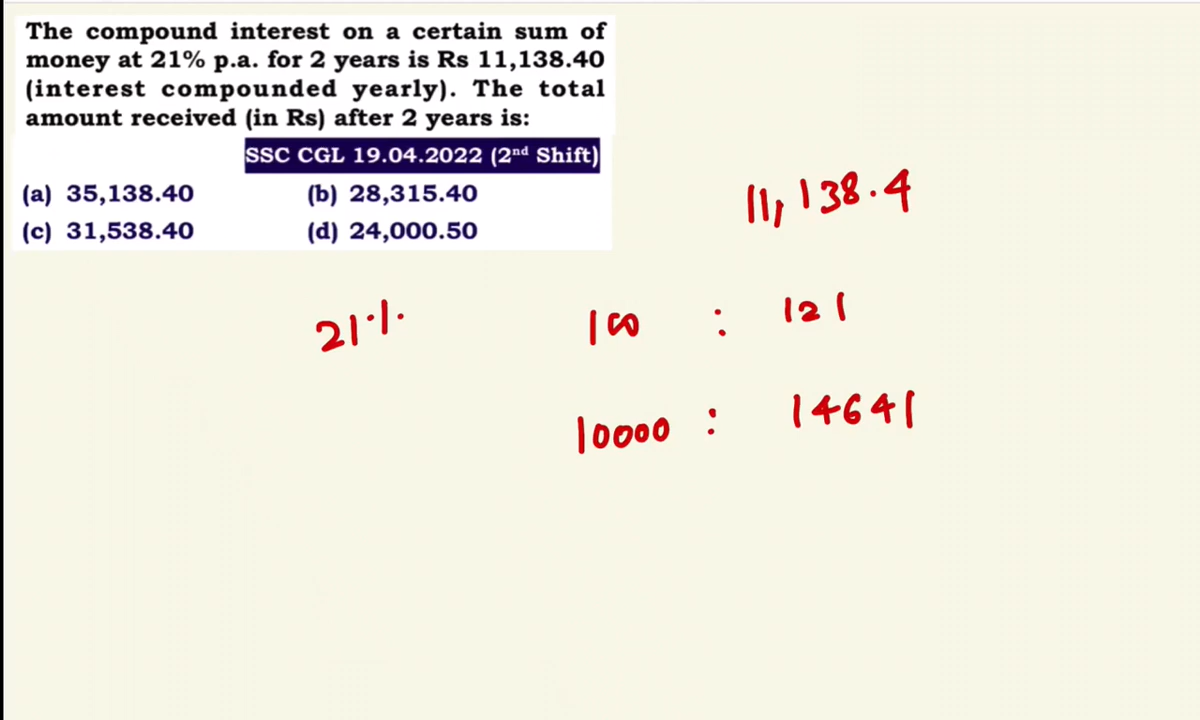 The compound interest on a certain sum of
money at 21% p.a. for 2 years is Rs 11,138.40
(interest compounded yearly). The total
amount received (in Rs) after 2 years is:
SSC CGL 19.04.2022 (2nd Shift)
(a) 35,138.40 (b) 28,315.40
(c) 31,538.40 (d) 24,000.50
11,138.4
21% 100 : 121
10000 : 14641